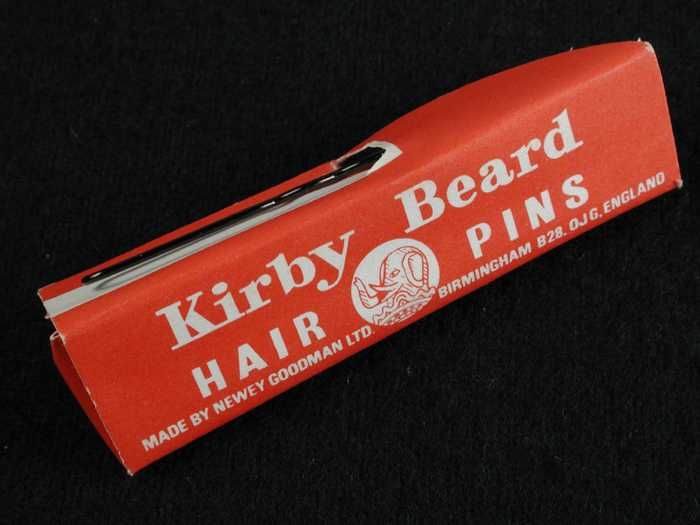 Kirby Beard
HAIR PINS
MADE BY NEWEY GOODMAN LTD. BIRMINGHAM B28. OJG. ENGLAND